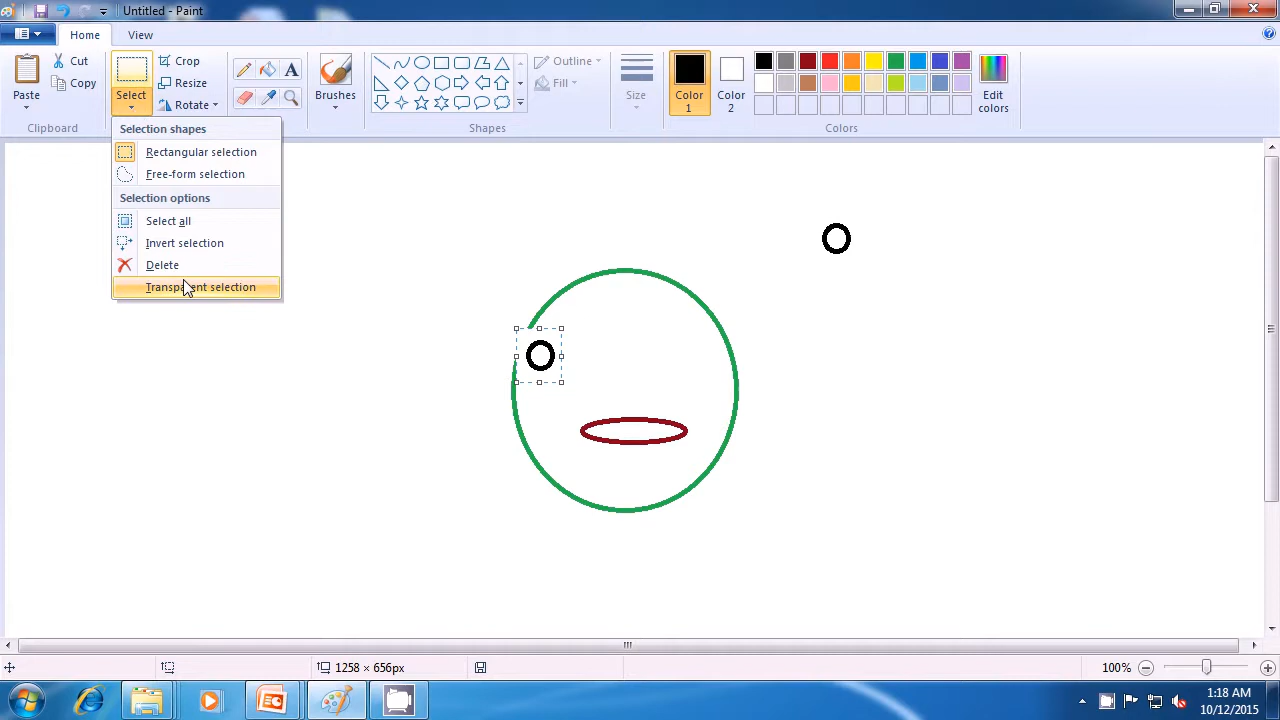 Untitled - Paint
Home
View
Paste
Cut
Copy
Clipboard
Select
Crop
Resize
Rotate
A
Brushes
Outline
Fill
Shapes
Size
Color 1
Color 2
Edit colors
Colors
Selection shapes
Rectangular selection
Free-form selection
Selection options
Select all
Invert selection
Delete
Transparent selection
1258 × 656px
100%
1:18 AM
10/12/2015